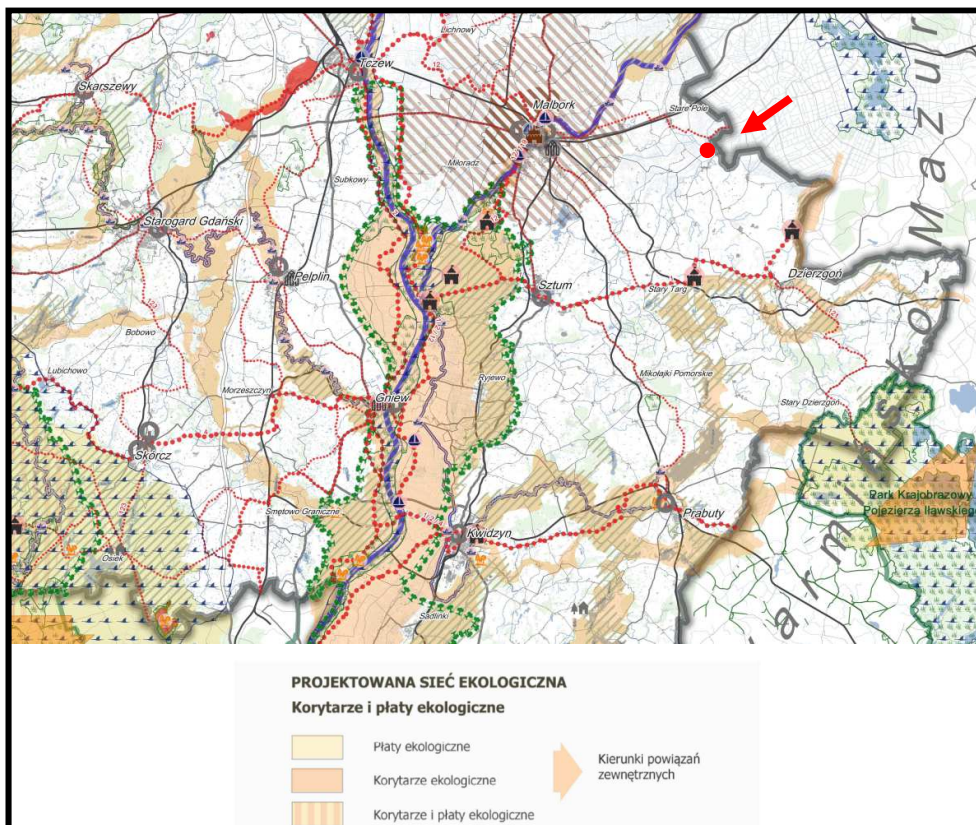 Lichnowy
Tczew
Skarszewy
Malbork
Stare Pole
Miłoradz
Subkowy
Starogard Gdański
Pelplin
Sztum
Stary Targ
Dzierzgoń
Bobowo
Lubichowo
Morzeszczyn
Ryjewo
Mikołajki Pomorskie
Stary Dzierzgoń
Gniew
Skórcz
Smętowo Graniczne
Kwidzyn
Prabuty
Park Krajobrazowy
Pojezierza Iławskiego
Osiek
Sadlinki
PROJEKTOWANA SIEĆ EKOLOGICZNA
Korytarze i płaty ekologiczne
Płaty ekologiczne
Korytarze ekologiczne
Korytarze i płaty ekologiczne
Kierunki powiązań
zewnętrznych